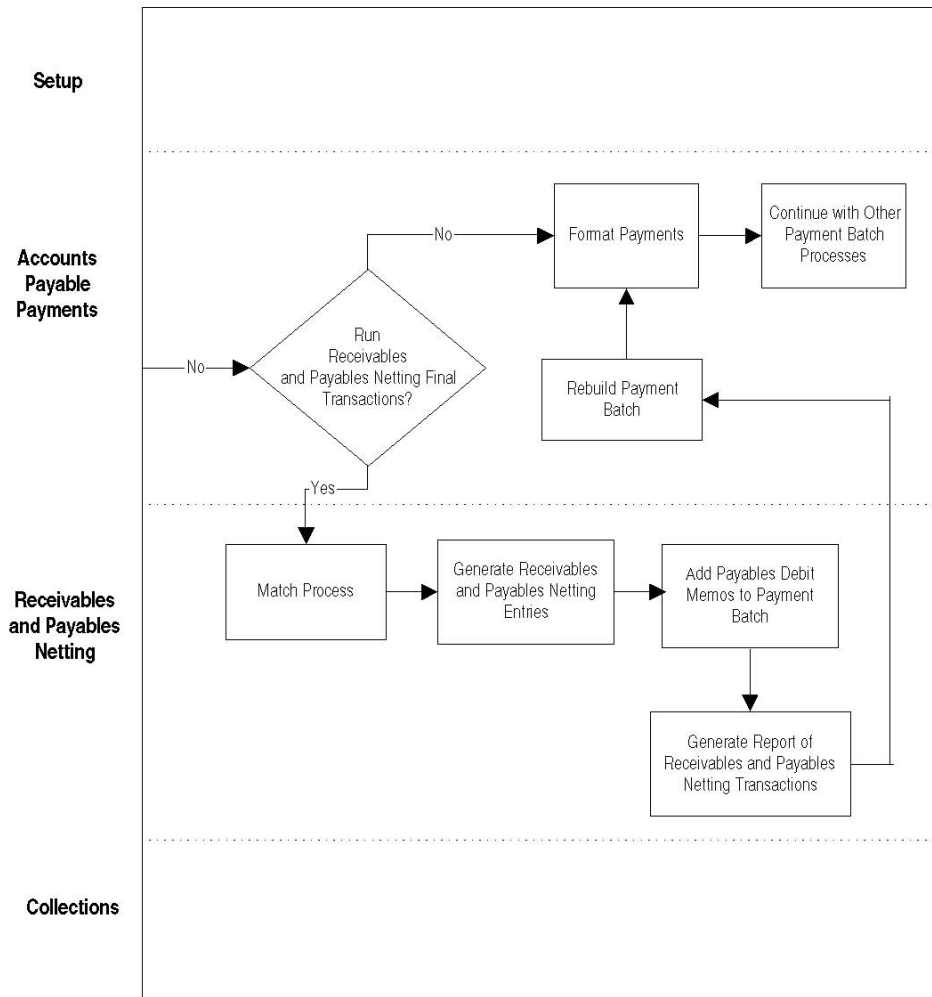 Setup
Accounts
Payable
Payments
No
Run
Receivables
and Payables Netting Final
Transactions?
No
Format Payments
Continue with Other
Payment Batch
Processes
Rebuild Payment
Batch
Yes
Receivables
and Payables
Netting
Match Process
Generate Receivables
and Payables Netting
Entries
Add Payables Debit
Memos to Payment
Batch
Generate Report of
Receivables and Payables
Netting Transactions
Collections